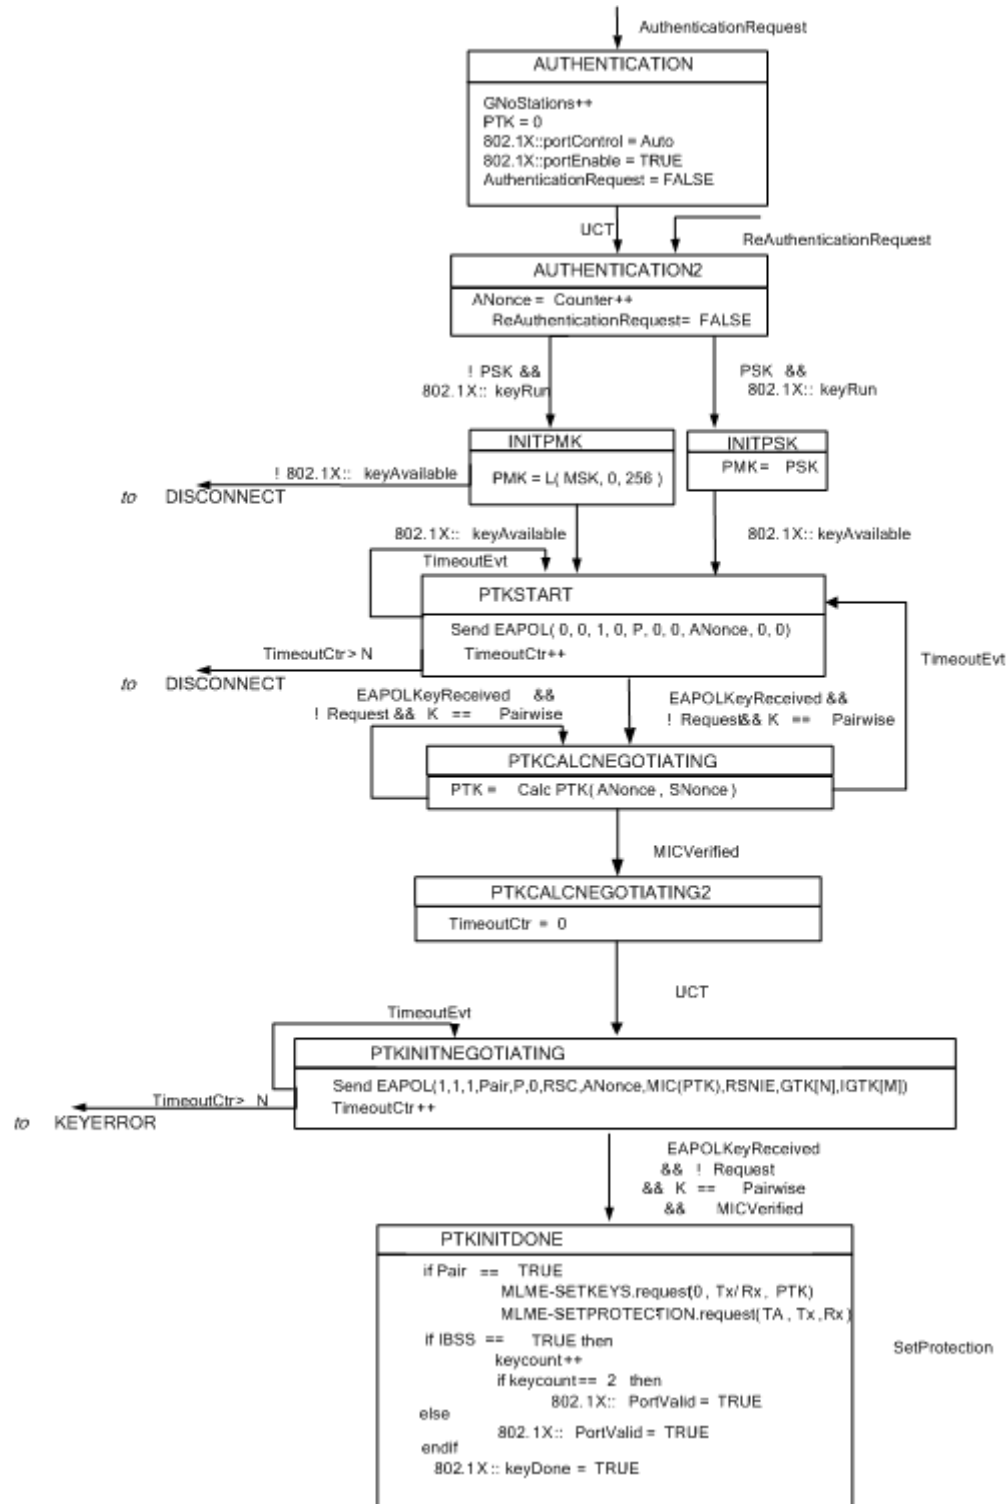 AuthenticationRequest
AUTHENTICATION
GNoStations++
PTK = 0
802.1X::portControl = Auto
802.1X::portEnable = TRUE
AuthenticationRequest = FALSE
UCT
ReAuthenticationRequest
AUTHENTICATION2
ANonce = Counter++
ReAuthenticationRequest= FALSE
! PSK &&
802.1X:: keyRun
PSK &&
802.1X:: keyRun
INITPMK
PMK = L( MSK, 0, 256 )
INITPSK
PMK = PSK
! 802.1X:: keyAvailable
to DISCONNECT
802.1X:: keyAvailable
802.1X:: keyAvailable
TimeoutEvt
PTKSTART
Send EAPOL( 0, 0, 1, 0, P, 0, 0, ANonce, 0, 0)
TimeoutCtr++
TimeoutCtr> N
to DISCONNECT
TimeoutEvt
EAPOLKeyReceived &&
! Request && K == Pairwise
EAPOLKeyReceived &&
! Request&& K == Pairwise
PTKCALCNEGOTIATING
PTK = Calc PTK( ANonce , SNonce )
MICVerified
PTKCALCNEGOTIATING2
TimeoutCtr = 0
UCT
TimeoutEvt
PTKINITNEGOTIATING
Send EAPOL(1,1,1,Pair,P,0,RSC,ANonce,MIC(PTK),RSNIE,GTK[N],IGTK[M])
TimeoutCtr++
TimeoutCtr> N
to KEYERROR
EAPOLKeyReceived
&& ! Request
&& K == Pairwise
&& MICVerified
PTKINITDONE
if Pair == TRUE
MLME-SETKEYS.request(0, Tx/Rx, PTK)
MLME-SETPROTECTION.request(TA, Tx,Rx)
if IBSS == TRUE then
keycount++
if keycount== 2 then
802.1X:: PortValid = TRUE
else
802.1X:: PortValid = TRUE
endif
802.1X:: keyDone = TRUE
SetProtection